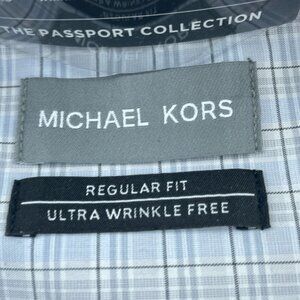 THE PASSPORT COLLECTION
MICHAEL KORS
REGULAR FIT
ULTRA WRINKLE FREE